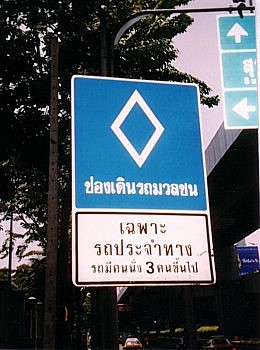 ช่องเดินรถมวลชน
เฉพาะ
รถประจำทาง
รถมีคนนั่ง 3 คนขึ้นไป